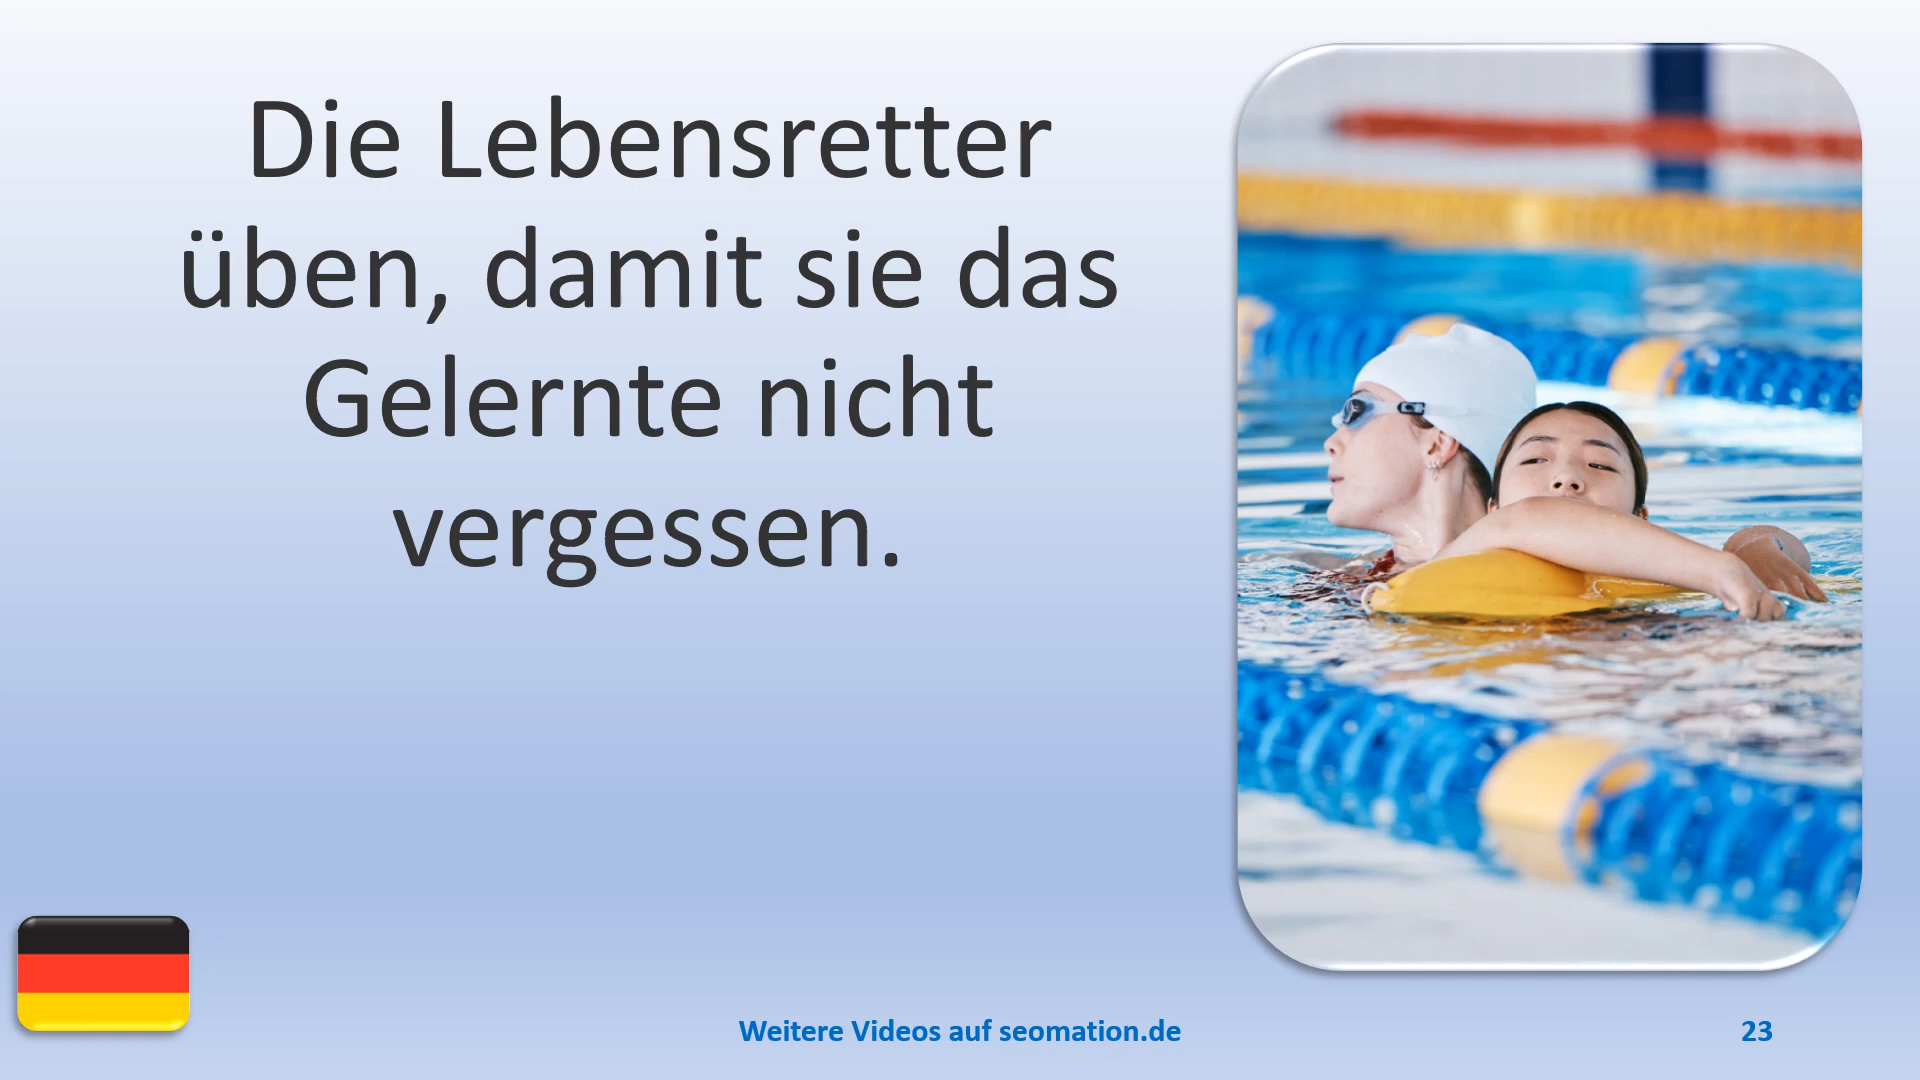 Die Lebensretter
üben, damit sie das
Gelernte nicht
vergessen.
Weitere Videos auf seomation.de
23